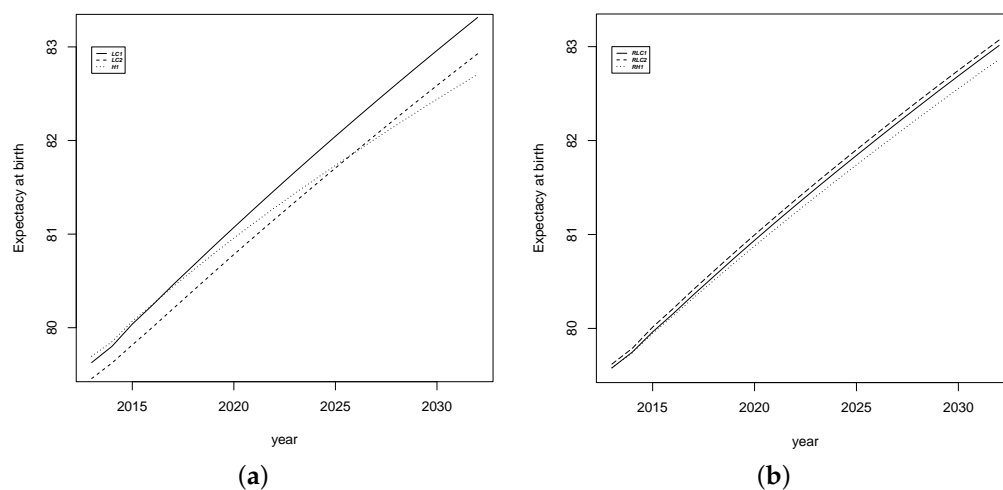 LC1
LC2
H1
Expectacy at birth
83
82
81
80
2015
2020
2025
2030
year
(a)
RLC1
RLC2
RH1
Expectacy at birth
83
82
81
80
2015
2020
2025
2030
year
(b)